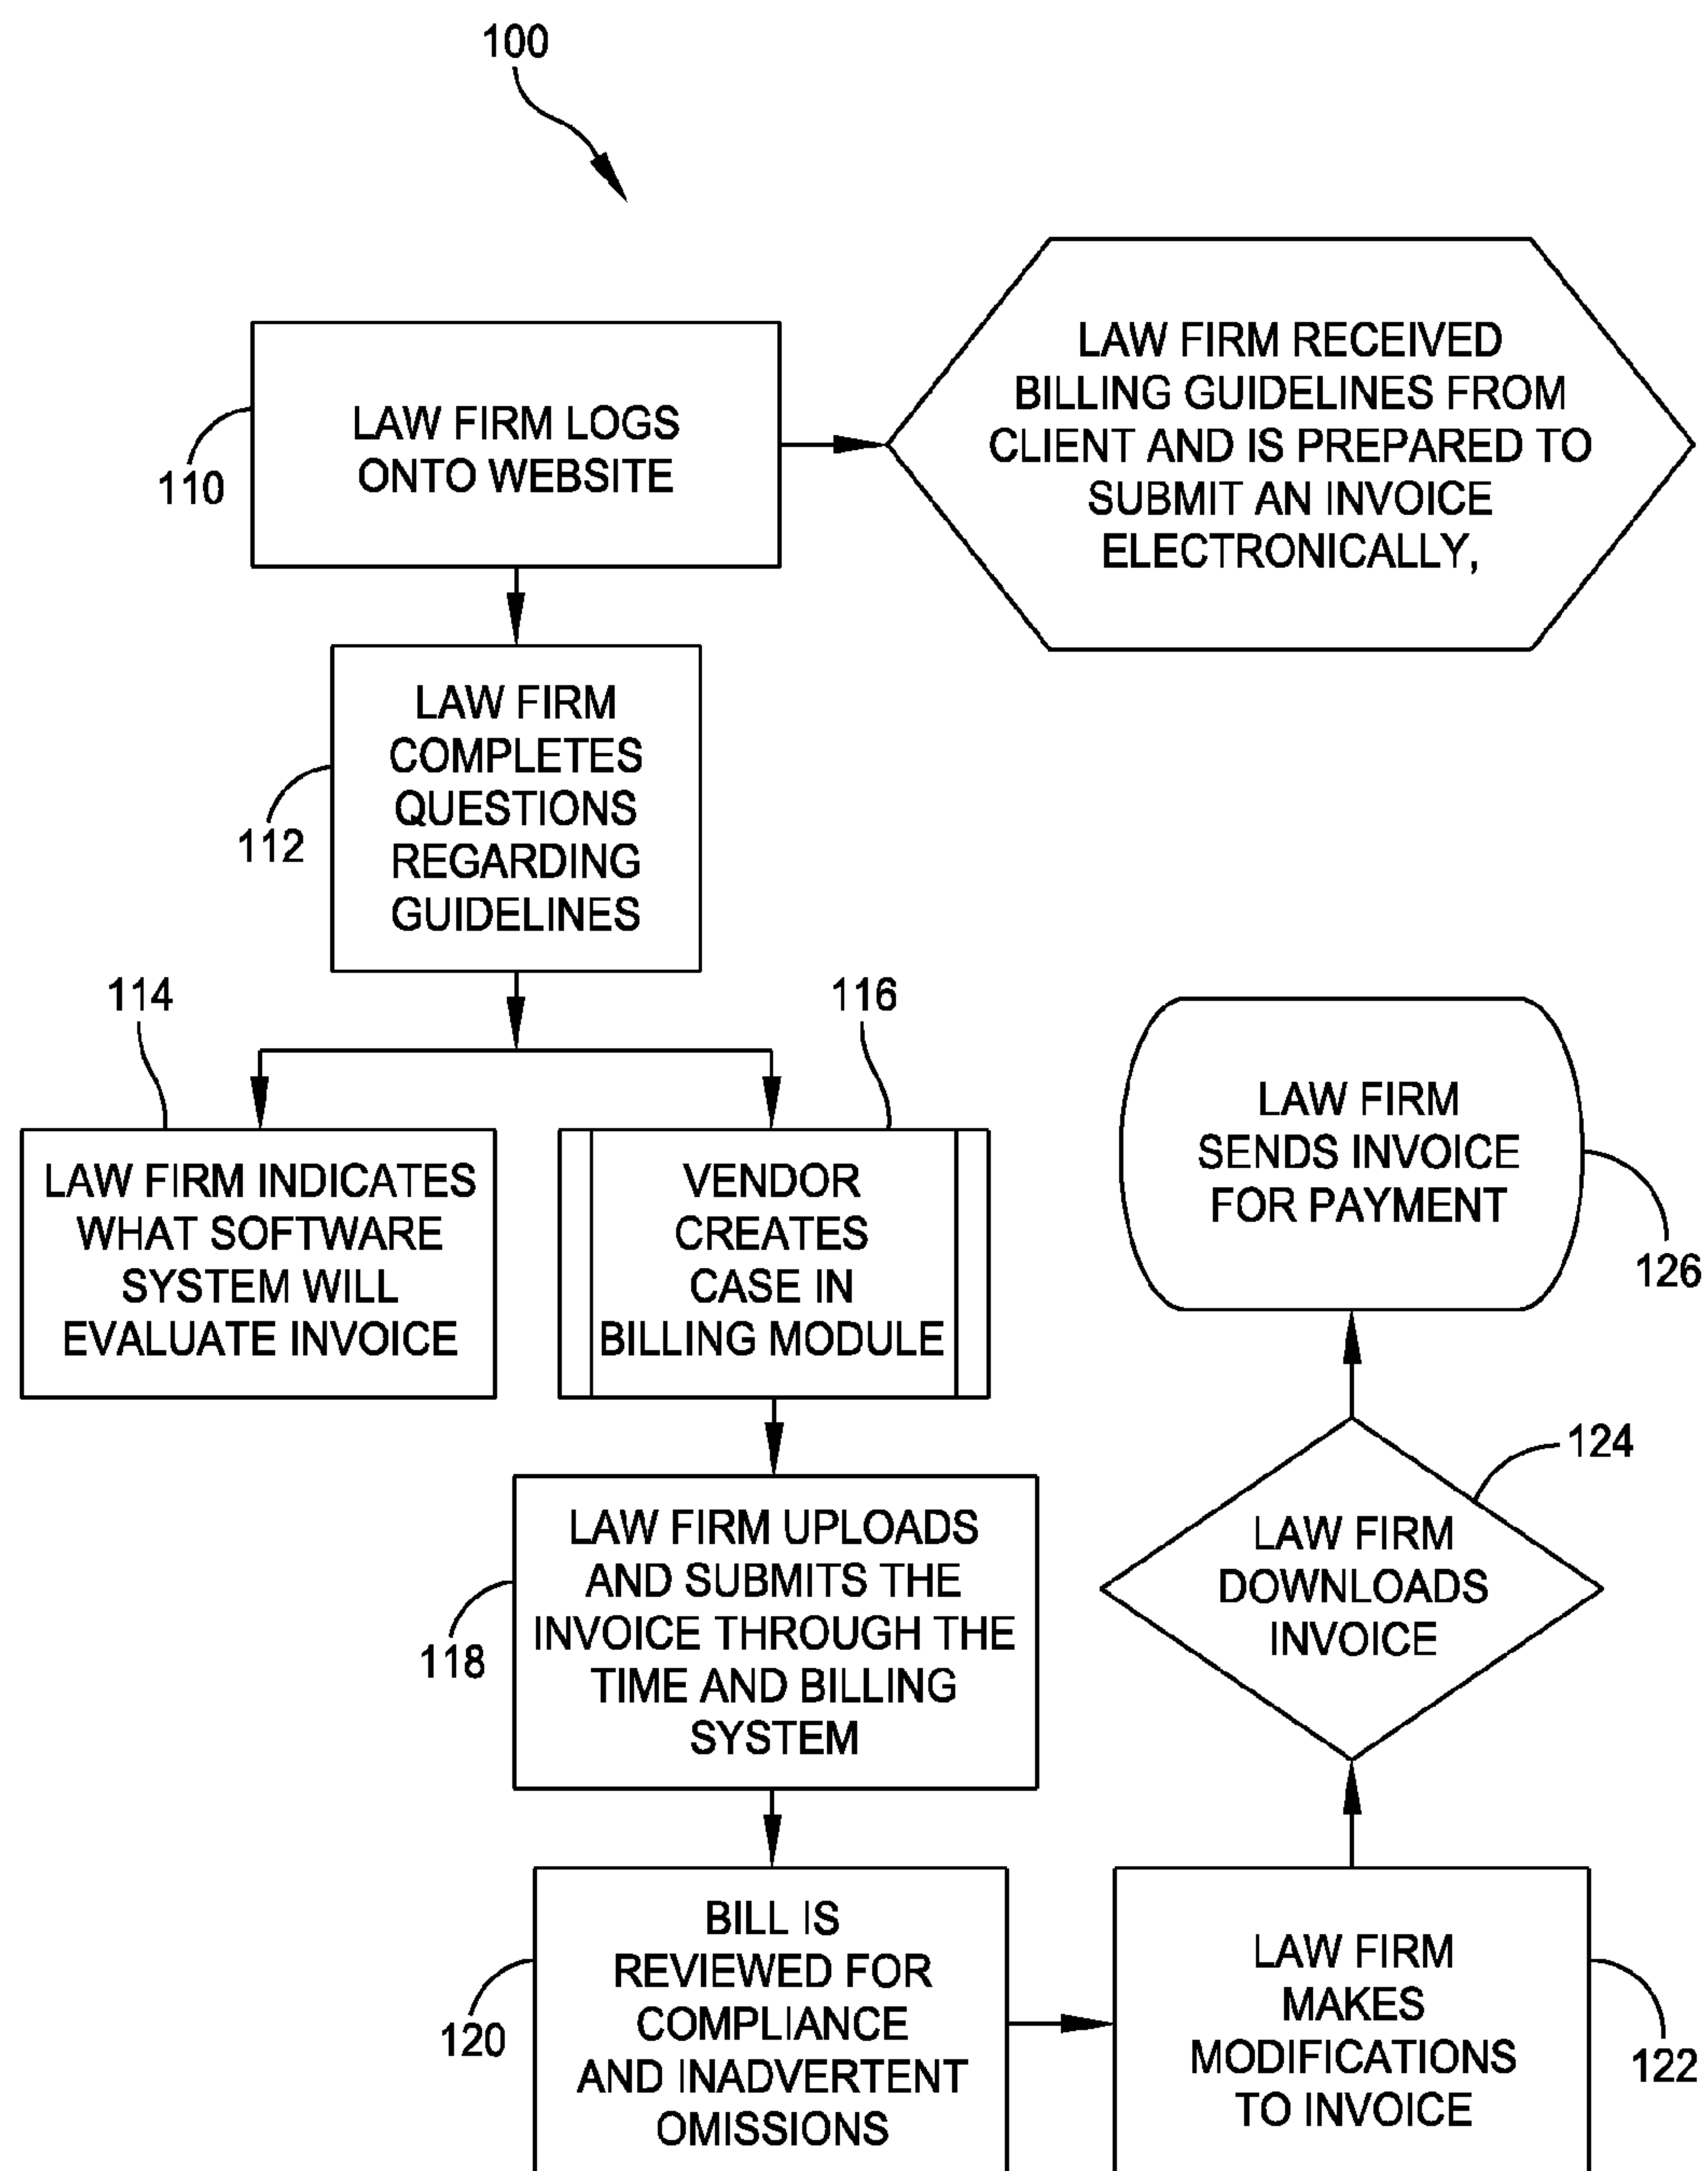 100
LAW FIRM LOGS
ONTO WEBSITE
110
LAW FIRM RECEIVED
BILLING GUIDELINES FROM
CLIENT AND IS PREPARED TO
SUBMIT AN INVOICE
ELECTRONICALLY,
LAW FIRM
COMPLETES
QUESTIONS
REGARDING
GUIDELINES
112
114
LAW FIRM INDICATES
WHAT SOFTWARE
SYSTEM WILL
EVALUATE INVOICE
116
VENDOR
CREATES
CASE IN
BILLING MODULE
LAW FIRM UPLOADS
AND SUBMITS THE
INVOICE THROUGH THE
TIME AND BILLING
SYSTEM
118
BILL IS
REVIEWED FOR
COMPLIANCE
AND INADVERTENT
OMISSIONS
120
LAW FIRM
MAKES
MODIFICATIONS
TO INVOICE
122
LAW FIRM
DOWNLOADS
INVOICE
124
LAW FIRM
SENDS INVOICE
FOR PAYMENT
126